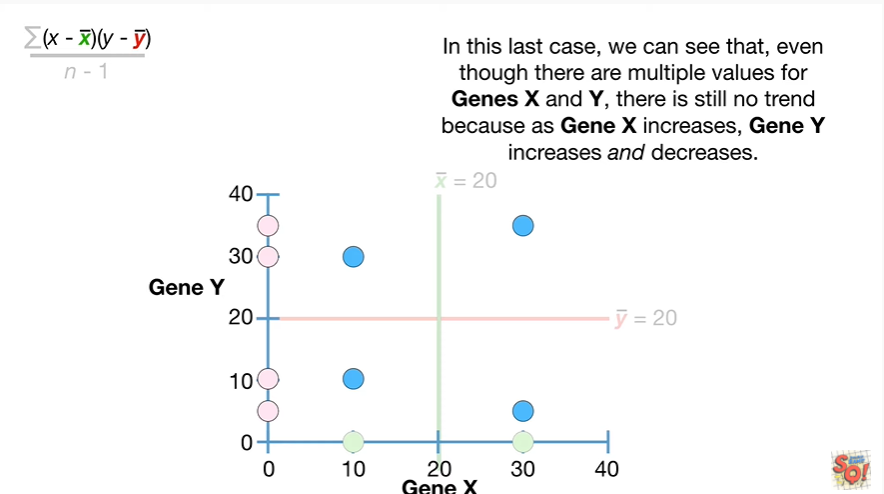 ∑(x - x̄)(y - ȳ)
n - 1
In this last case, we can see that, even
though there are multiple values for
Genes X and Y, there is still no trend
because as Gene X increases, Gene Y
increases and decreases.
x̄ = 20
40
30
Gene Y
20
ȳ = 20
10
0
0 10 20 30 40
Gene X
SQ!